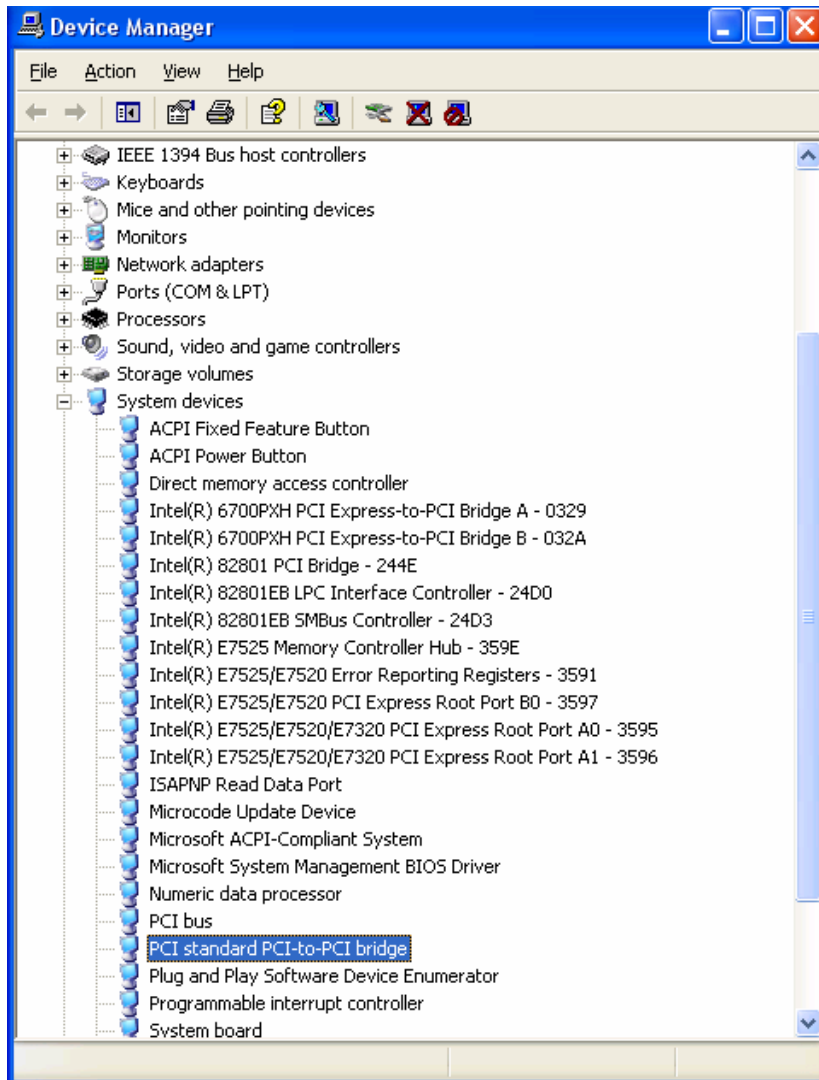 Device Manager
File Action View Help
IEEE 1394 Bus host controllers
Keyboards
Mice and other pointing devices
Monitors
Network adapters
Ports (COM & LPT)
Processors
Sound, video and game controllers
Storage volumes
System devices
ACPI Fixed Feature Button
ACPI Power Button
Direct memory access controller
Intel(R) 6700PXH PCI Express-to-PCI Bridge A - 0329
Intel(R) 6700PXH PCI Express-to-PCI Bridge B - 032A
Intel(R) 82801 PCI Bridge - 244E
Intel(R) 82801EB LPC Interface Controller - 24D0
Intel(R) 82801EB SMBus Controller - 24D3
Intel(R) E7525 Memory Controller Hub - 359E
Intel(R) E7525/E7520 Error Reporting Registers - 3591
Intel(R) E7525/E7520 PCI Express Root Port B0 - 3597
Intel(R) E7525/E7520/E7320 PCI Express Root Port A0 - 3595
Intel(R) E7525/E7520/E7320 PCI Express Root Port A1 - 3596
ISAPNP Read Data Port
Microcode Update Device
Microsoft ACPI-Compliant System
Microsoft System Management BIOS Driver
Numeric data processor
PCI bus
PCI standard PCI-to-PCI bridge
Plug and Play Software Device Enumerator
Programmable interrupt controller
System board